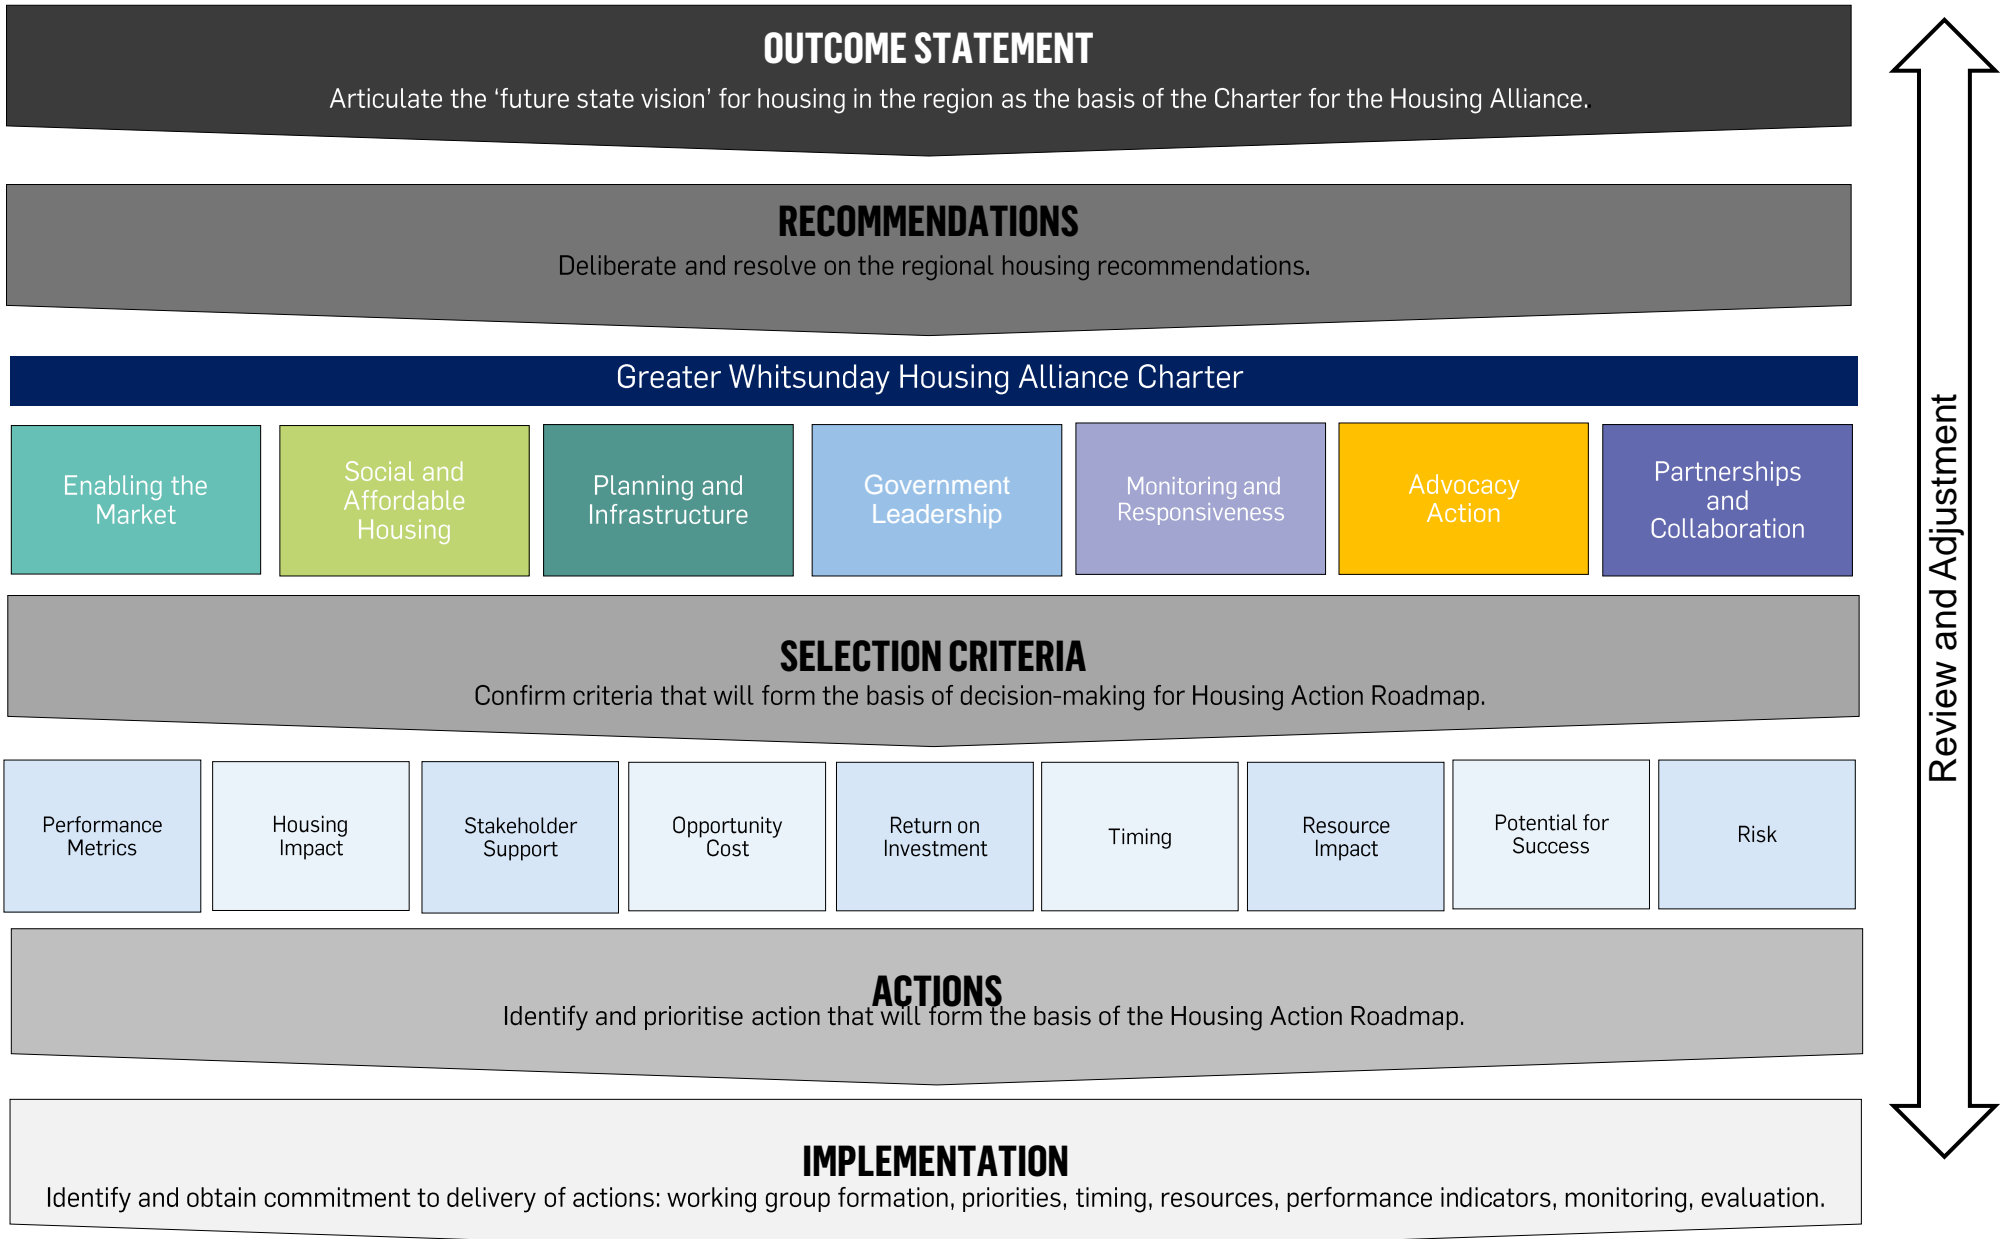 OUTCOME STATEMENT
Articulate the ‘future state vision’ for housing in the region as the basis of the Charter for the Housing Alliance.
RECOMMENDATIONS
Deliberate and resolve on the regional housing recommendations.
Greater Whitsunday Housing Alliance Charter
Enabling the
Market
Social and
Affordable
Housing
Planning and
Infrastructure
Government
Leadership
Monitoring and
Responsiveness
Advocacy
Action
Partnerships
and
Collaboration
SELECTION CRITERIA
Confirm criteria that will form the basis of decision-making for Housing Action Roadmap.
Performance
Metrics
Housing
Impact
Stakeholder
Support
Opportunity
Cost
Return on
Investment
Timing
Resource
Impact
Potential for
Success
Risk
ACTIONS
Identify and prioritise action that will form the basis of the Housing Action Roadmap.
IMPLEMENTATION
Identify and obtain commitment to delivery of actions: working group formation, priorities, timing, resources, performance indicators, monitoring, evaluation.
Review and Adjustment